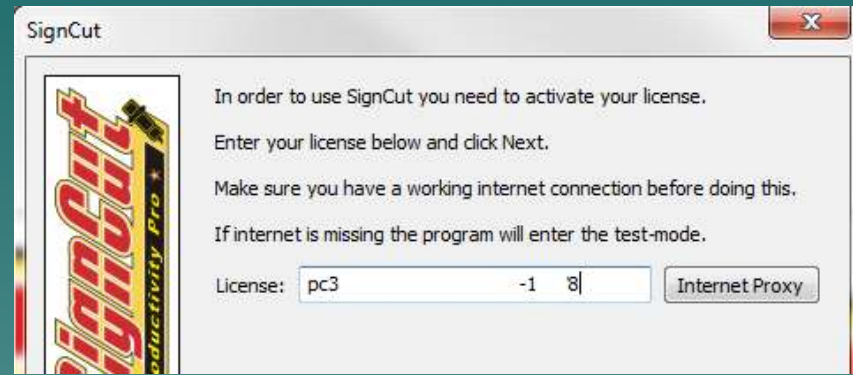 SignCut
x
In order to use SignCut you need to activate your license.
Enter your license below and click Next.
Make sure you have a working internet connection before doing this.
If internet is missing the program will enter the test-mode.
License: pc3 -1 8 Internet Proxy
SignCut
Productivity Pro